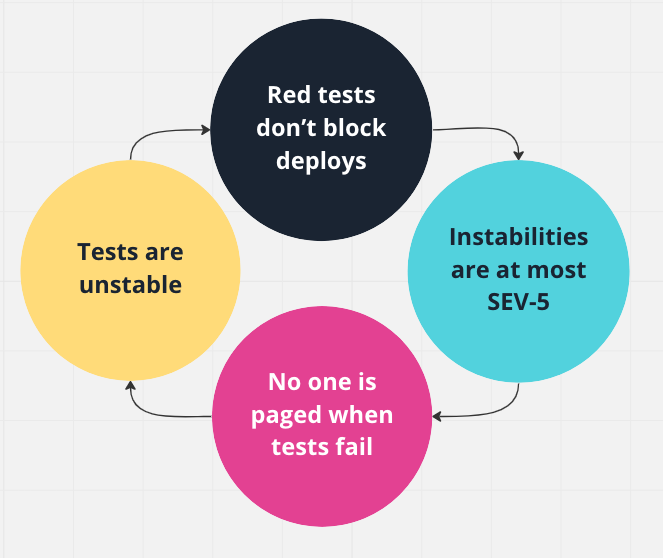 Red tests
don’t block
deploys
Instabilities
are at most
SEV-5
No one is
paged when
tests fail
Tests are
unstable